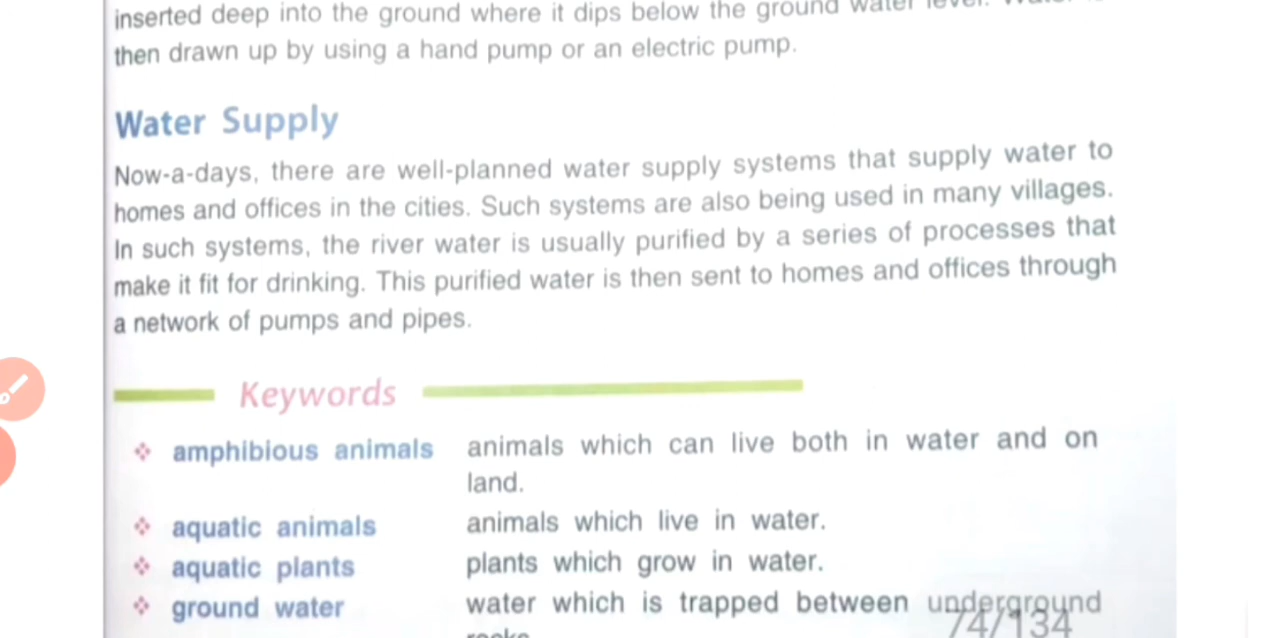 inserted deep into the ground where it dips below the ground water level.
then drawn up by using a hand pump or an electric pump.
Water Supply
Now-a-days, there are well-planned water supply systems that supply water to
homes and offices in the cities. Such systems are also being used in many villages.
In such systems, the river water is usually purified by a series of processes that
make it fit for drinking. This purified water is then sent to homes and offices through
a network of pumps and pipes.
Keywords
❖ amphibious animals animals which can live both in water and on
land.
❖ aquatic animals animals which live in water.
❖ aquatic plants plants which grow in water.
❖ ground water water which is trapped between underground
74/134